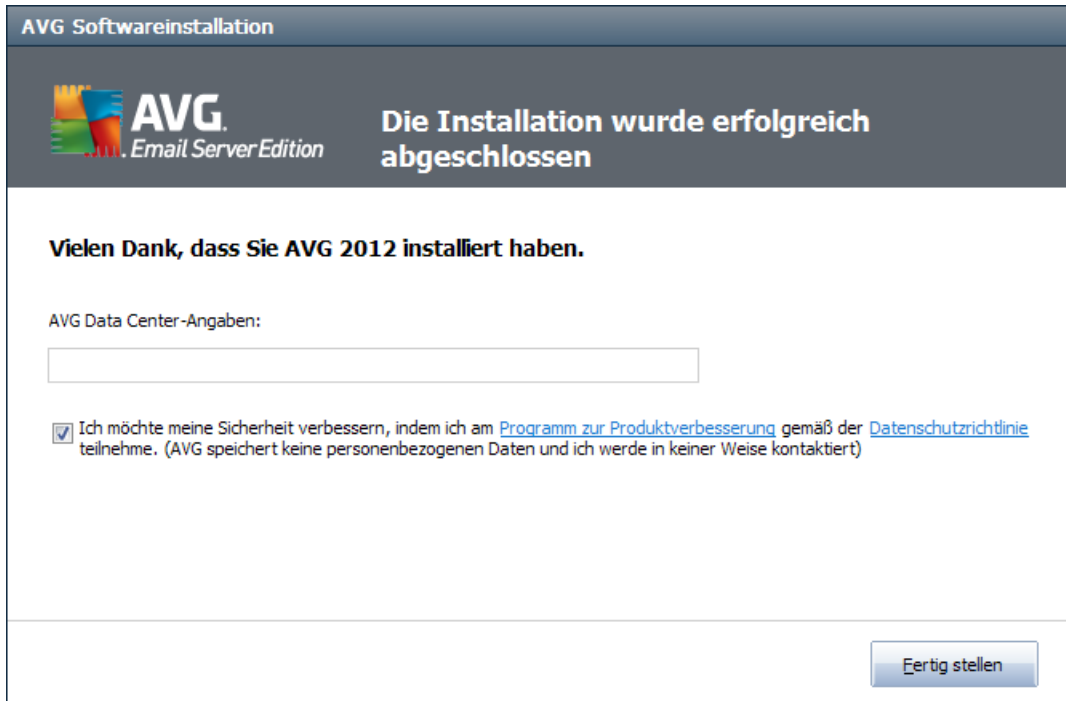 AVG Softwareinstallation
AVG.
Email Server Edition
Die Installation wurde erfolgreich
abgeschlossen
Vielen Dank, dass Sie AVG 2012 installiert haben.
AVG Data Center-Angaben:
Ich möchte meine Sicherheit verbessern, indem ich am Programm zur Produktverbesserung gemäß der Datenschutzrichtlinie
teilnehme. (AVG speichert keine personenbezogenen Daten und ich werde in keiner Weise kontaktiert)
Fertig stellen